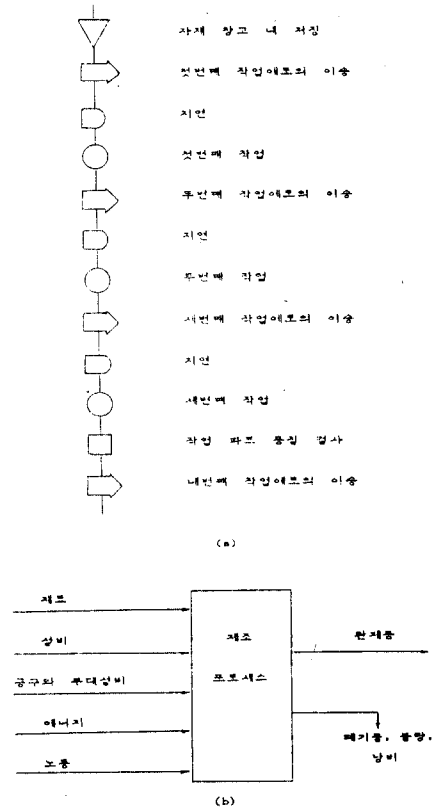 자재 창고 내 저장
첫번째 작업에로의 이송
지연
첫번째 작업
두번째 작업에로의 이송
지연
두번째 작업
세번째 작업에로의 이송
지연
세번째 작업
작업 파트 품질 검사
네번째 작업에로의 이송
(a)
재료
설비
공구와 부대설비
에너지
노동
제조
프로세스
완제품
폐기물, 불량,
낭비
(b)